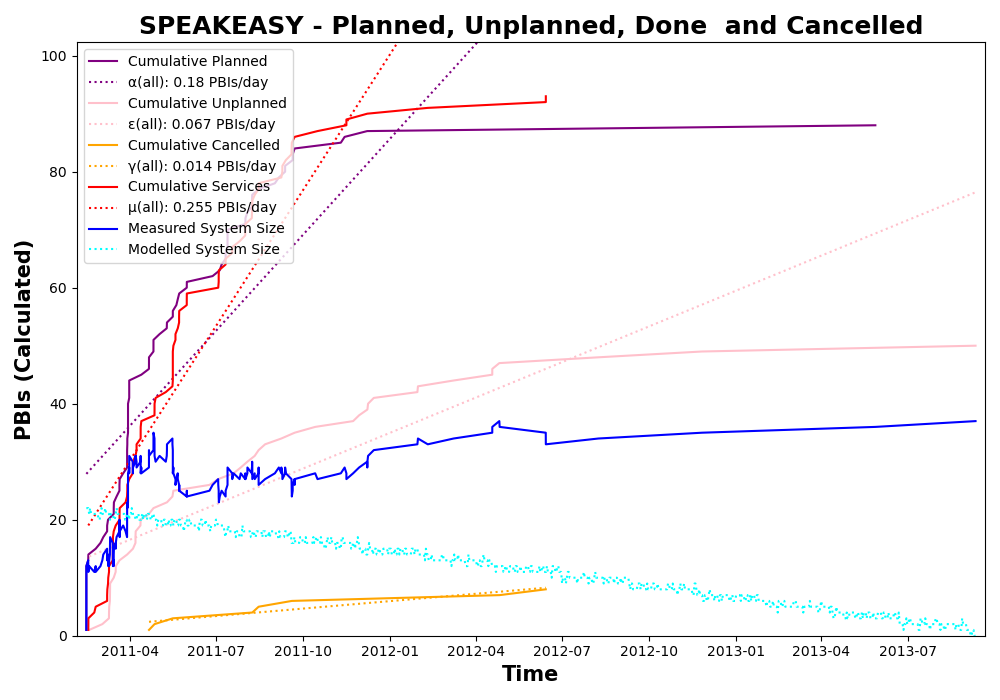 SPEAKEASY - Planned, Unplanned, Done  and Cancelled
PBIs (Calculated)
100
80
60
40
20
0
Cumulative Planned
α(all): 0.18 PBIs/day
Cumulative Unplanned
ε(all): 0.067 PBIs/day
Cumulative Cancelled
γ(all): 0.014 PBIs/day
Cumulative Services
μ(all): 0.255 PBIs/day
Measured System Size
Modelled System Size
2011-04 2011-07 2011-10 2012-01 2012-04 2012-07 2012-10 2013-01 2013-04 2013-07
Time